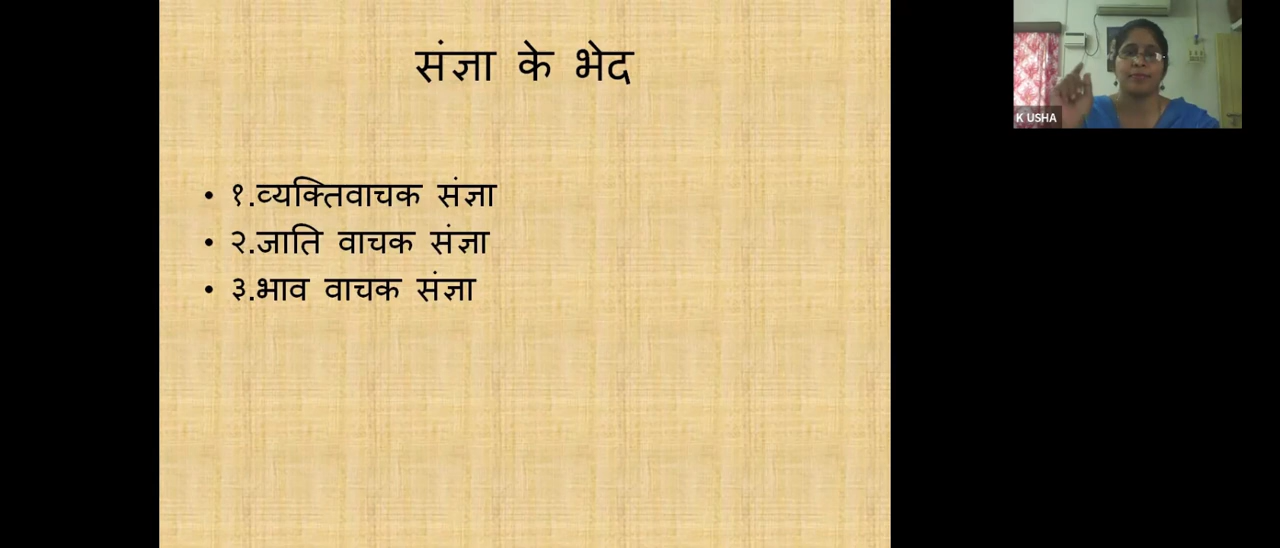 संज्ञा के भेद
• १.व्यक्तिवाचक संज्ञा
• २.जाति वाचक संज्ञा
• ३.भाव वाचक संज्ञा
K USHA